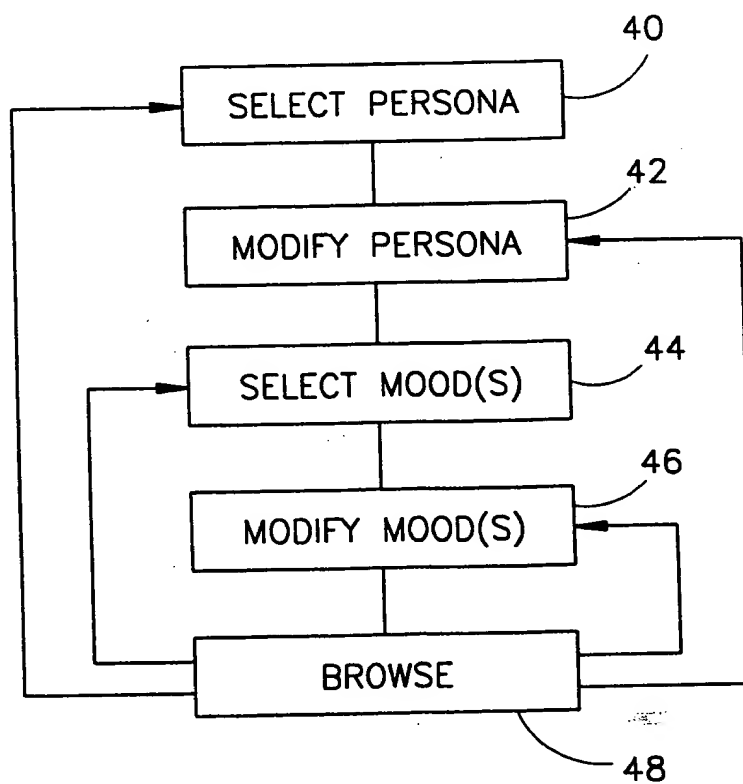 40
SELECT PERSONA
42
MODIFY PERSONA
44
SELECT MOOD(S)
46
MODIFY MOOD(S)
BROWSE
48